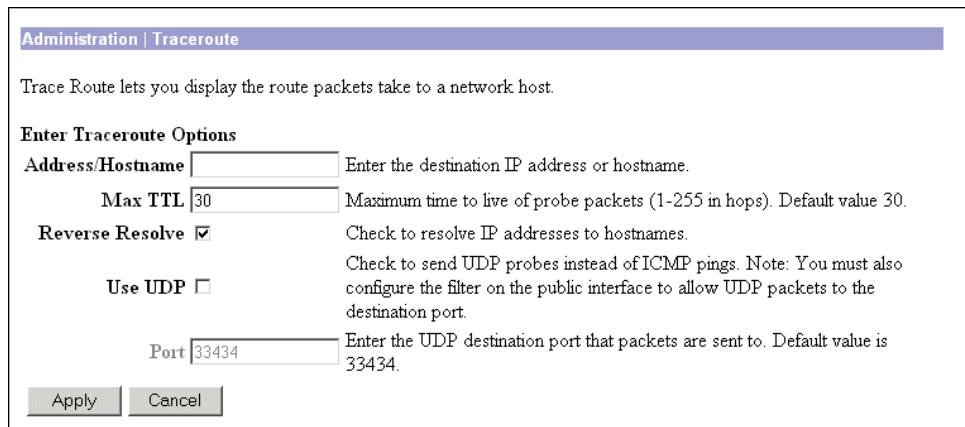 Administration | Traceroute
Trace Route lets you display the route packets take to a network host.
Enter Traceroute Options
Address/Hostname Enter the destination IP address or hostname.
Max TTL 30 Maximum time to live of probe packets (1-255 in hops). Default value 30.
Reverse Resolve Check to resolve IP addresses to hostnames.
Check to send UDP probes instead of ICMP pings. Note: You must also
Use UDP configure the filter on the public interface to allow UDP packets to the
destination port.
Port 33434 Enter the UDP destination port that packets are sent to. Default value is
33434.
Apply Cancel